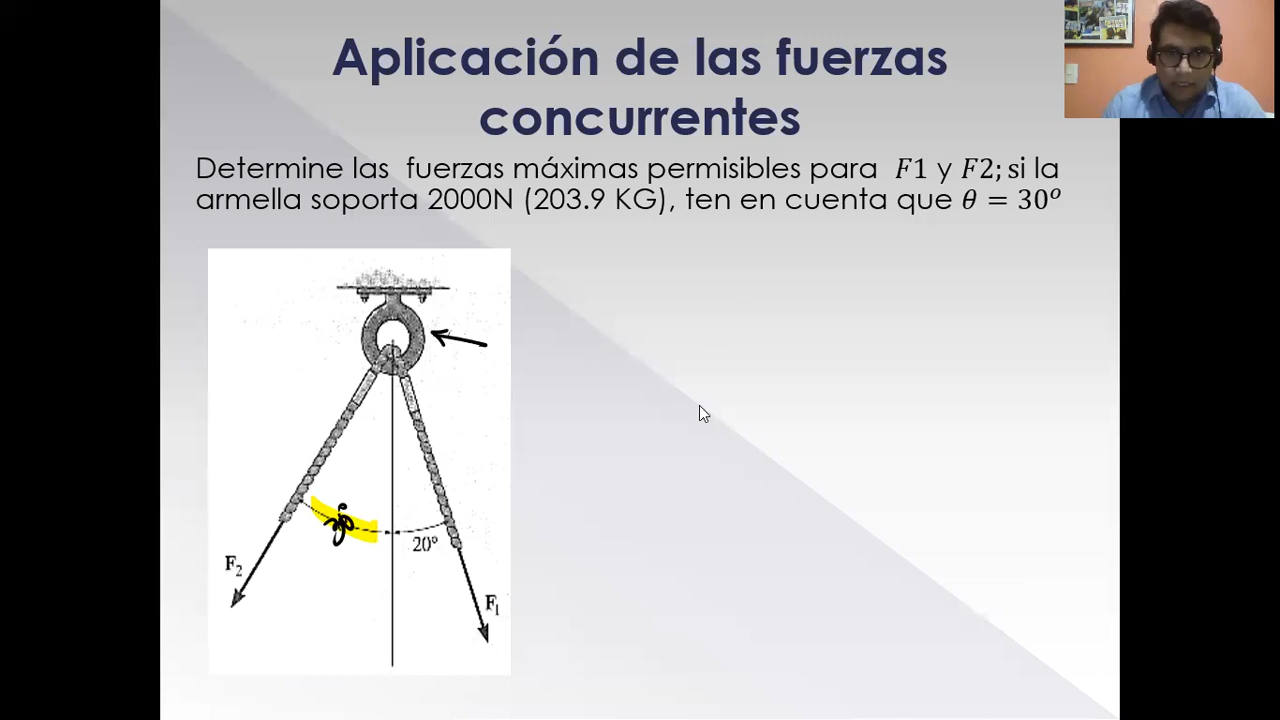 Aplicación de las fuerzas
concurrentes
Determine las fuerzas máximas permisibles para F1 y F2; si la
armella soporta 2000N (203.9 KG), ten en cuenta que θ = 30º
20°
F₂
F₁